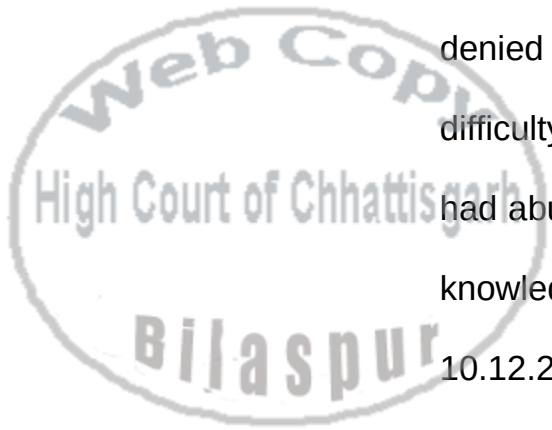 Web Copy
High Court of Chhattisgarh
Bilaspur
denied
difficulty
had abu
knowled
10.12.2